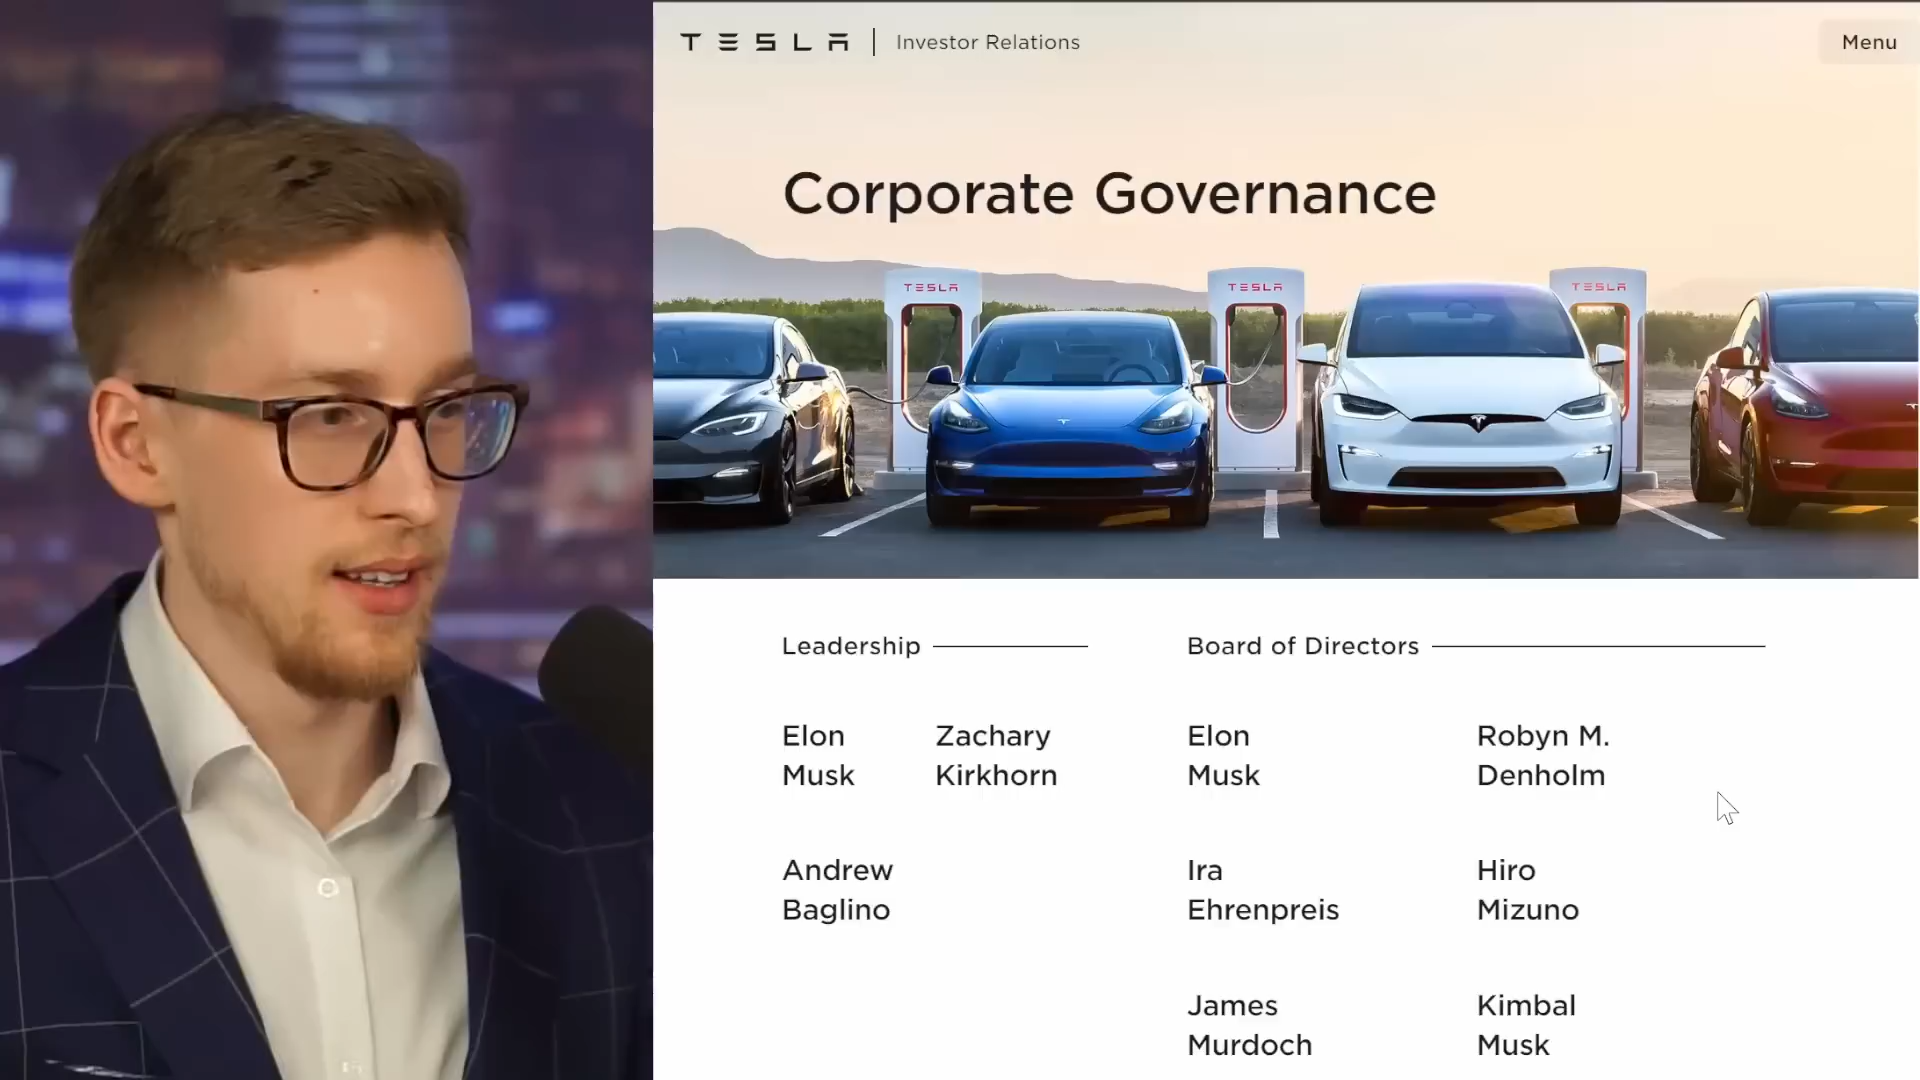 TESLA | Investor Relations
Menu
Corporate Governance
TESLA
TESLA
TESLA
Leadership
Elon
Musk
Zachary
Kirkhorn
Andrew
Baglino
Board of Directors
Elon
Musk
Robyn M.
Denholm
Ira
Ehrenpreis
Hiro
Mizuno
James
Murdoch
Kimbal
Musk